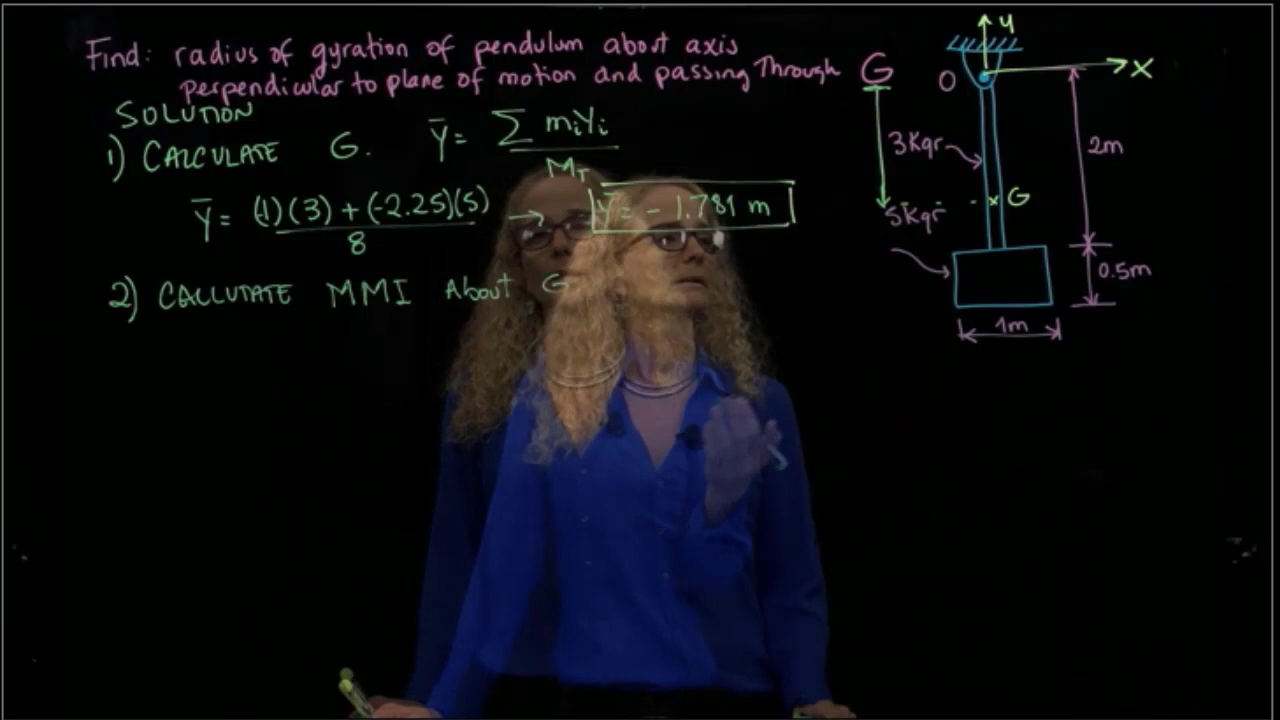 Find: radius of gyration of pendulum about axis
perpendicular to plane of motion and passing Through G
SOLUTION
1) CALCULATE G. Ȳ = Σ miYi / MT
Ȳ = (1)(3) + (-2.25)(5) / 8 → Ȳ = - 1.781 m
2) CALCULATE MMI About G
y
x
O
3Kgr
2m
G
5Kgr
0.5m
1m